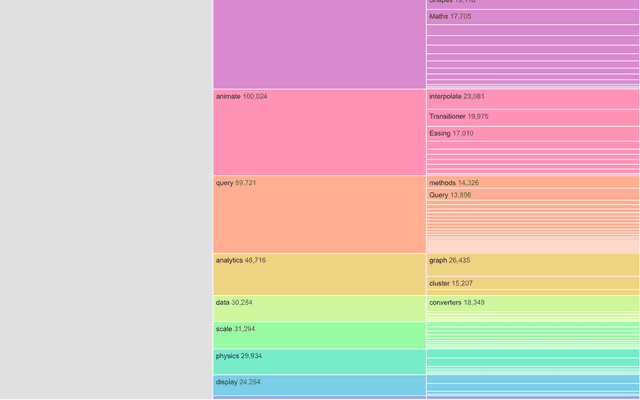 Maths 17,705
animate 100,024
interpolate 23,081
Transitioner 19,975
Easing 17,010
query 89,721
methods 14,326
Query 13,896
analytics 48,716
graph 26,435
cluster 15,207
data 30,284
converters 18,349
scale 31,294
physics 29,934
display 24,254